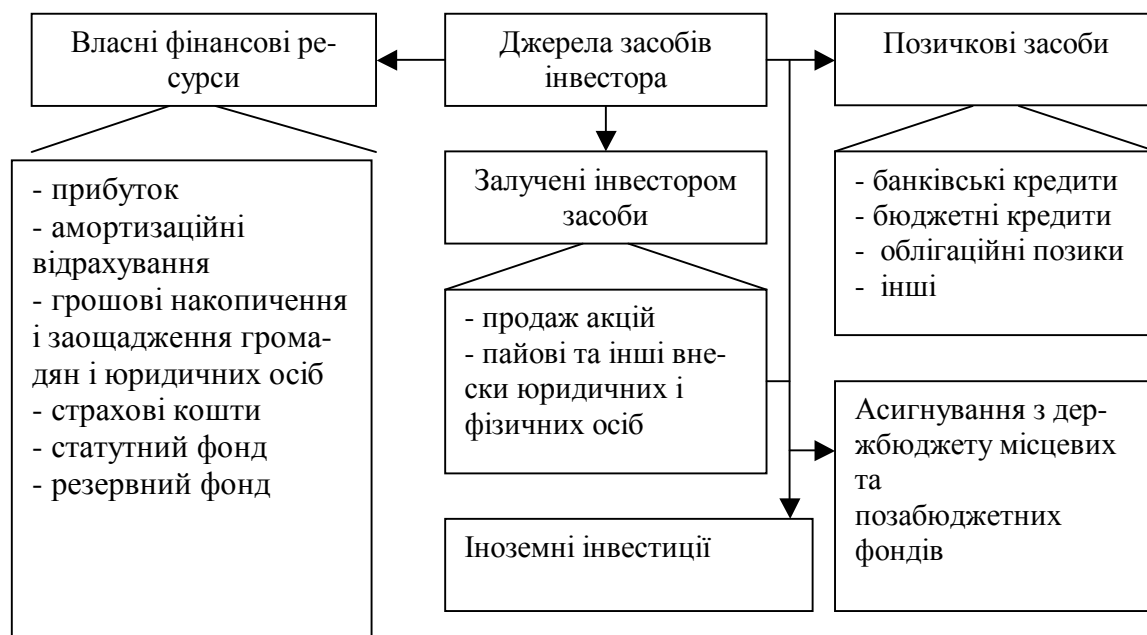 Власні фінансові ре-
сурси
Джерела засобів
інвестора
Позичкові засоби
- прибуток
- амортизаційні
відрахування
- грошові накопичення
і заощадження грома-
дян і юридичних осіб
- страхові кошти
- статутний фонд
- резервний фонд
Залучені інвестором
засоби
- продаж акцій
- пайові та інші вне-
ски юридичних і
фізичних осіб
- банківські кредити
- бюджетні кредити
- облігаційні позики
- інші
Асигнування з дер-
жбюджету місцевих
та
позабюджетних
фондів
Іноземні інвестиції